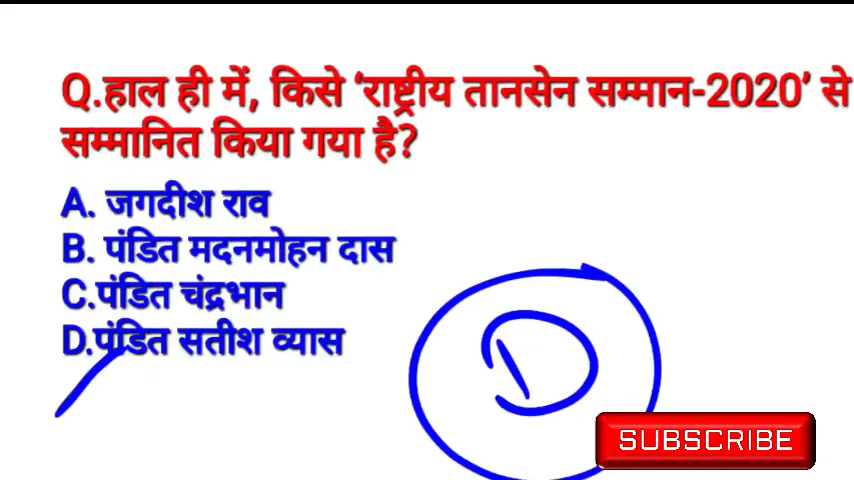 Q.हाल ही में, किसे ‘राष्ट्रीय तानसेन सम्मान-2020’ से
सम्मानित किया गया है?
A. जगदीश राव
B. पंडित मदनमोहन दास
C.पंडित चंद्रभान
D.पंडित सतीश व्यास
D
SUBSCRIBE